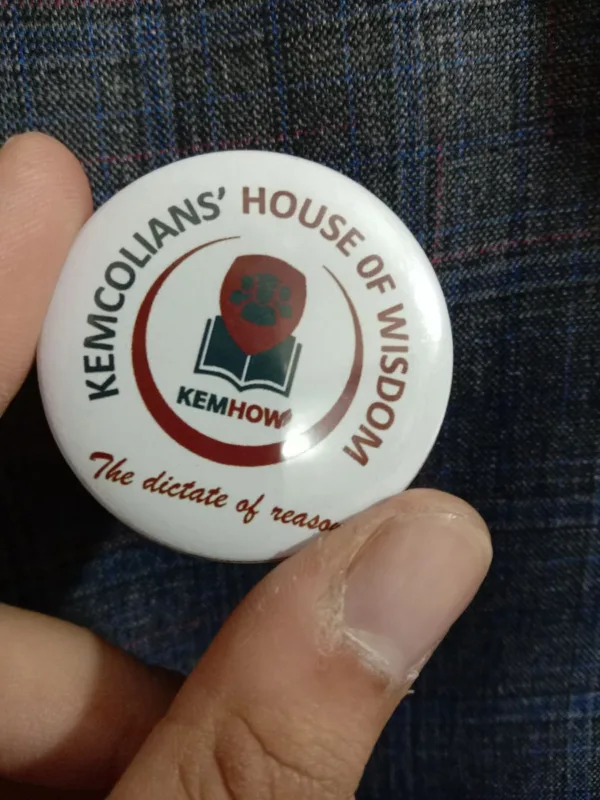 KEMCOLIANS' HOUSE OF WISDOM
KEMHOW
The dictate of